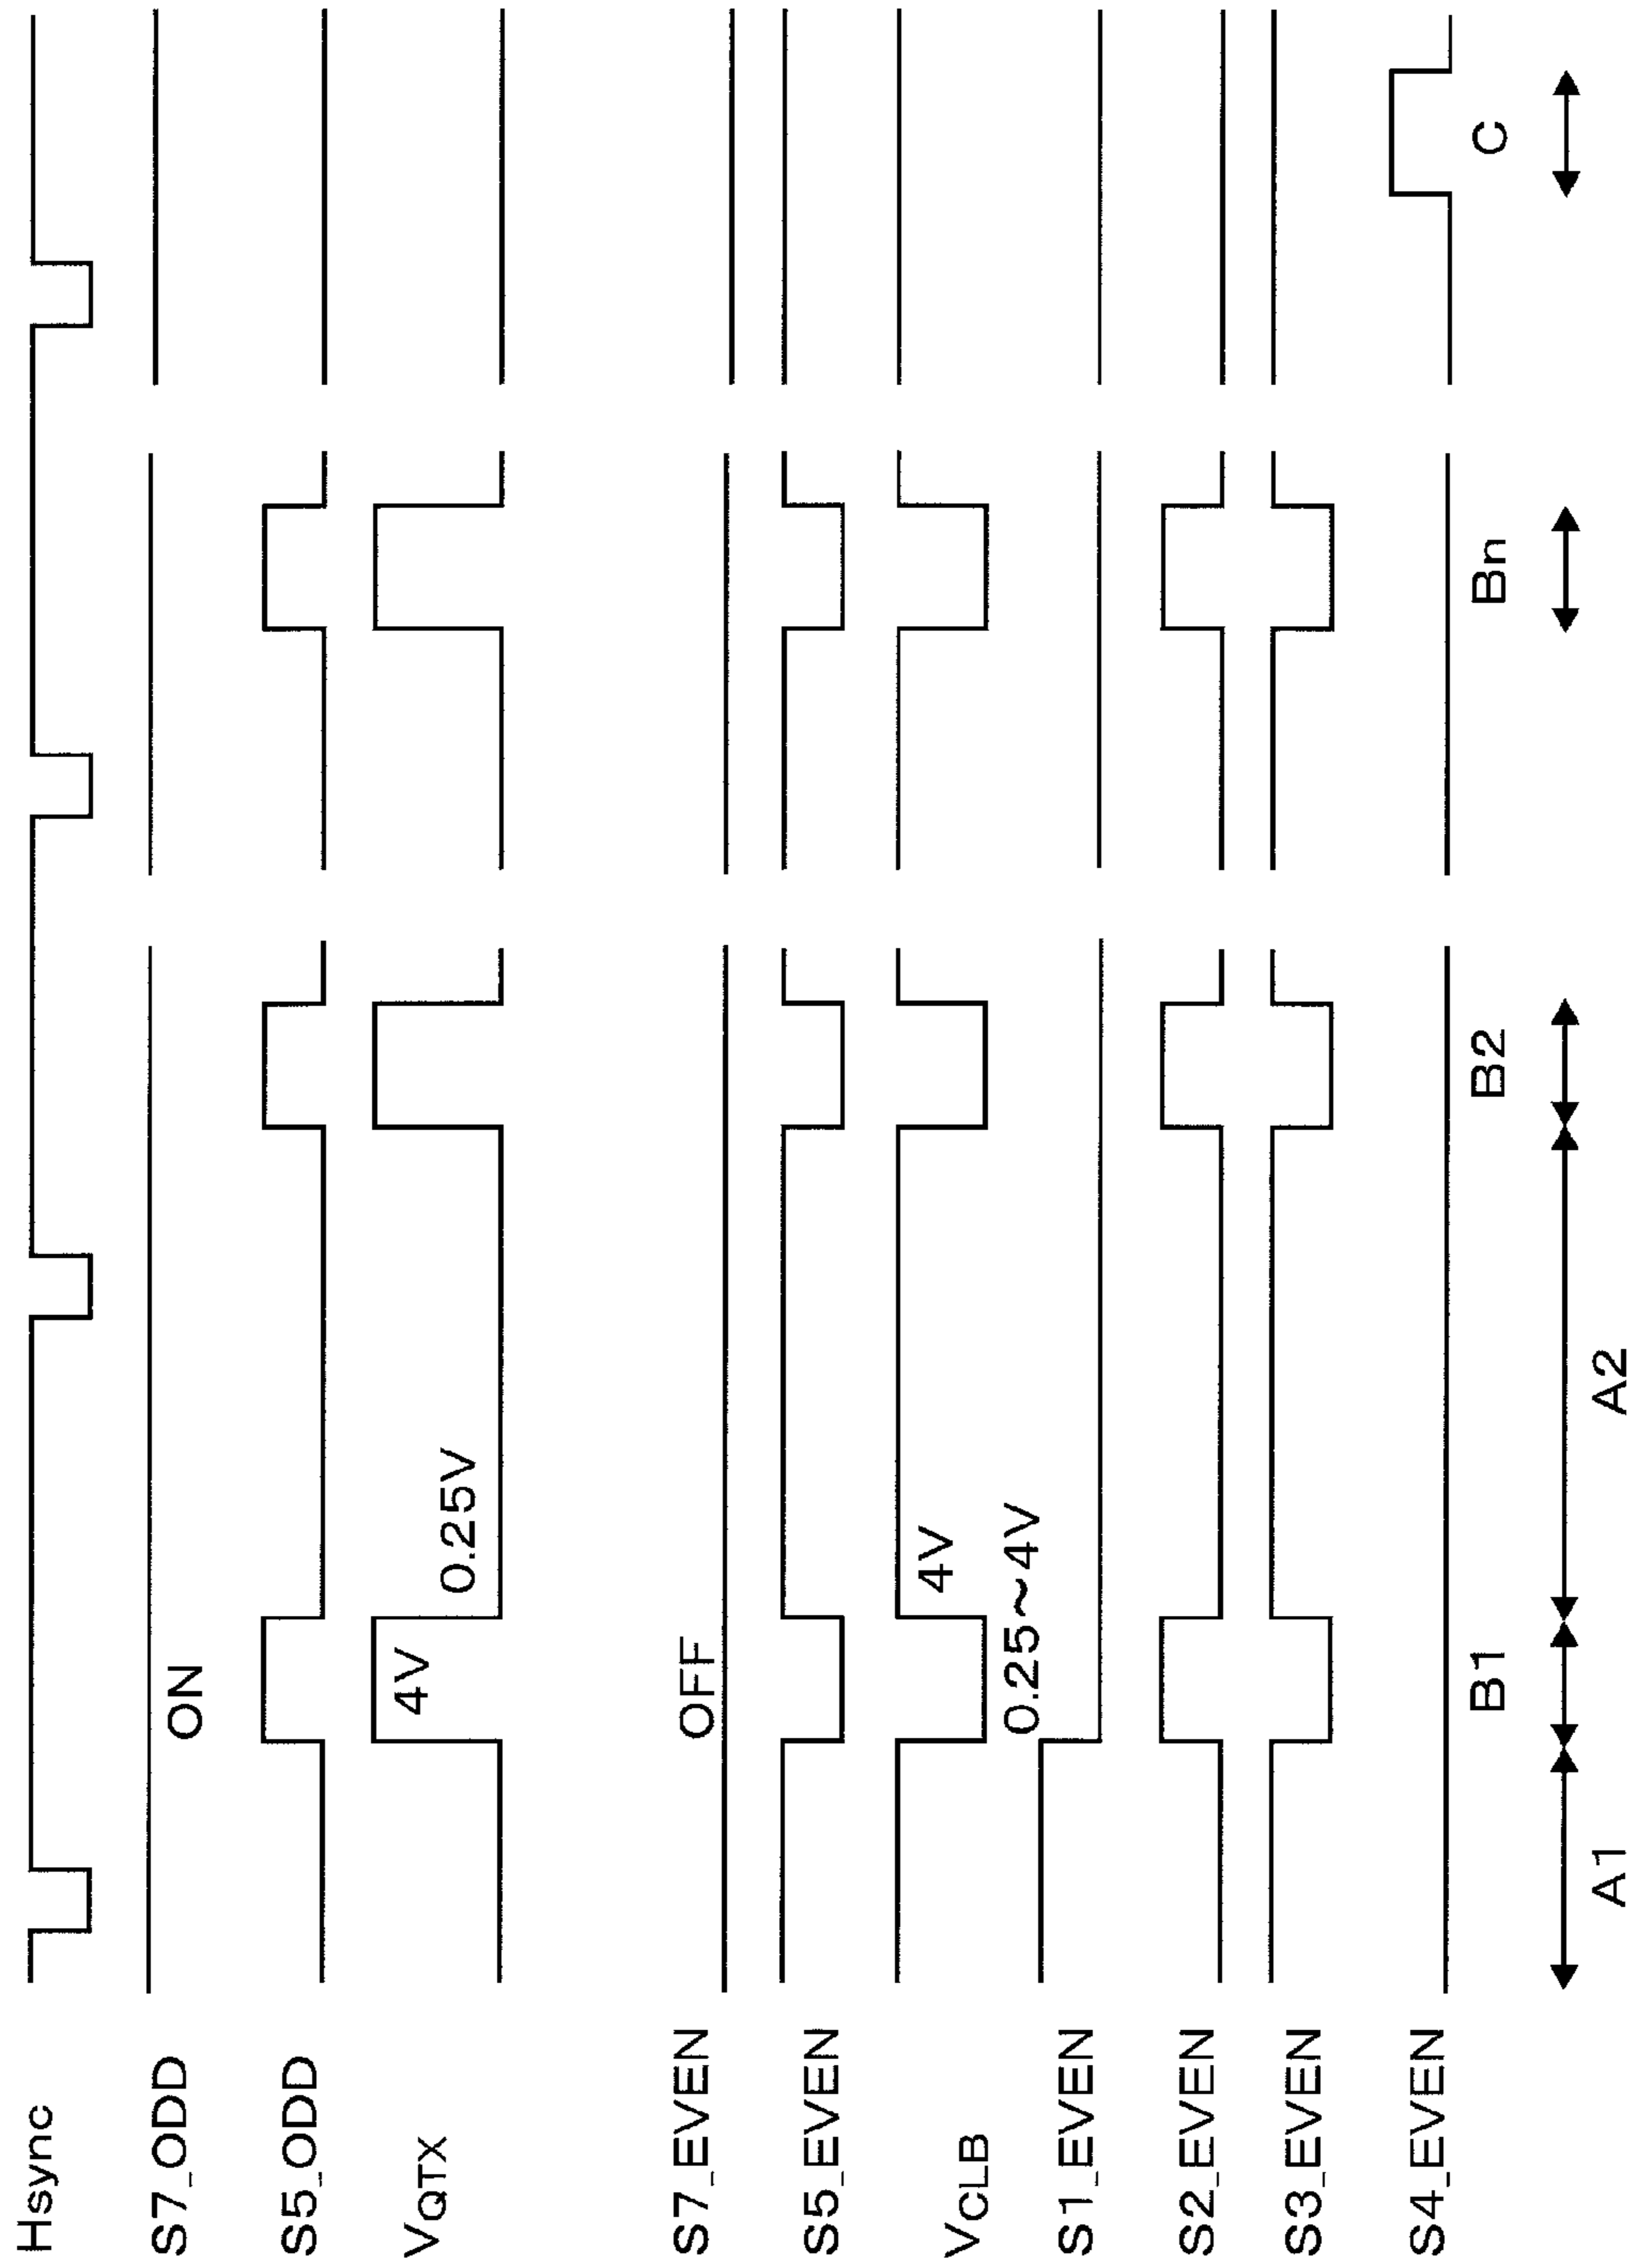 Hsync
S7_ODD
ON
S5_ODD
VQTX
4V
0.25V
S7_EVEN
OFF
S5_EVEN
VCLB
4V
0.25～4V
S1_EVEN
S2_EVEN
S3_EVEN
S4_EVEN
B1
B2
Bn
C
A1
A2